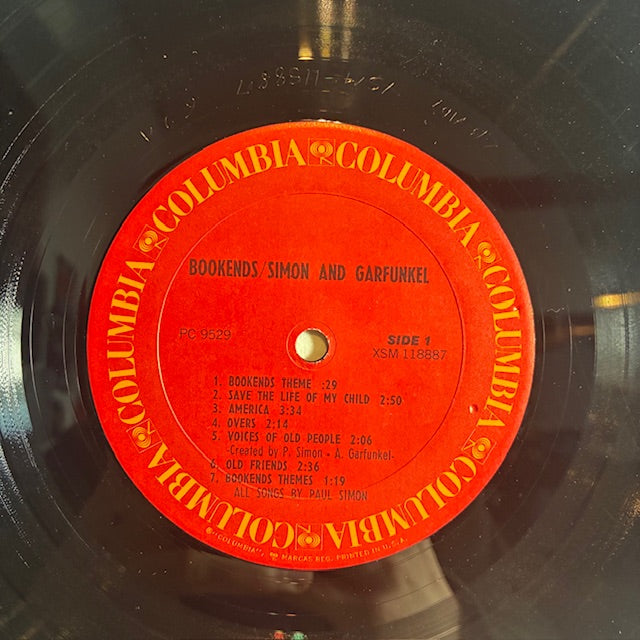 COLUMBIA COLUMBIA COLUMBIA COLUMBIA COLUMBIA COLUMBIA
BOOKENDS/SIMON AND GARFUNKEL
PC 9529
SIDE 1
XSM 118887
1. BOOKENDS THEME :29
2. SAVE THE LIFE OF MY CHILD 2:50
3. AMERICA 3:34
4. OVERS 2:14
5. VOICES OF OLD PEOPLE 2:06
-Created by P. Simon - A. Garfunkel-
6. OLD FRIENDS 2:36
7. BOOKENDS THEMES 1:19
ALL SONGS BY PAUL SIMON
"COLUMBIA", MARCAS REG. PRINTED IN U.S.A.